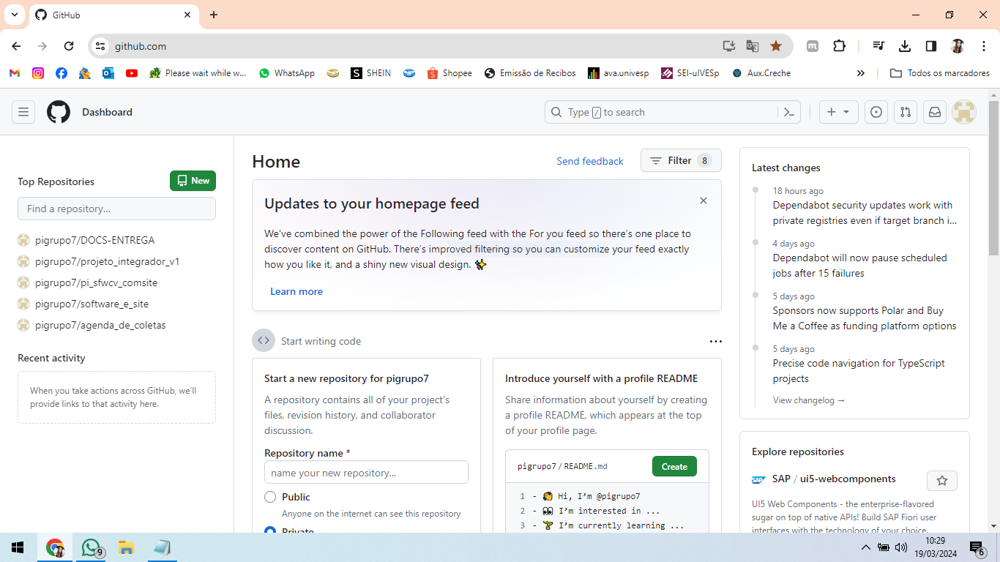 GitHub
github.com
Please wait while w...
WhatsApp
SHEIN
Shopee
Emissão de Recibos
ava.univesp
SEI-uIVESp
Aux.Creche
Todos os marcadores
Dashboard
Type / to search
Top Repositories
New
Find a repository...
pigrupo7/DOCS-ENTREGA
pigrupo7/projeto_integrador_v1
pigrupo7/pi_sfwcv_comsite
pigrupo7/software_e_site
pigrupo7/agenda_de_coletas
Recent activity
When you take actions across GitHub, we'll
provide links to that activity here.
Home
Send feedback
Filter 8
Updates to your homepage feed
We've combined the power of the Following feed with the For you feed so there's one place to
discover content on GitHub. There's improved filtering so you can customize your feed exactly
how you like it, and a shiny new visual design. ✨
Learn more
Start writing code
Start a new repository for pigrupo7
A repository contains all of your project's
files, revision history, and collaborator
discussion.
Repository name *
name your new repository...
Public
Anyone on the internet can see this repository
Private
Introduce yourself with a profile README
Share information about yourself by creating
a profile README, which appears at the top
of your profile page.
pigrupo7/README.md
Create
1 - 👋 Hi, I'm @pigrupo7
2 - 👀 I'm interested in ...
3 - 🌱 I'm currently learning ...
Latest changes
18 hours ago
Dependabot security updates work with
private registries even if target branch i...
4 days ago
Dependabot will now pause scheduled
jobs after 15 failures
5 days ago
Sponsors now supports Polar and Buy
Me a Coffee as funding platform options
5 days ago
Precise code navigation for TypeScript
projects
View changelog →
Explore repositories
SAP / ui5-webcomponents
UI5 Web Components - the enterprise-flavored
sugar on top of native APIs! Build SAP Fiori user
interfaces with the technology of your choice.
9
10:29
19/03/2024
6